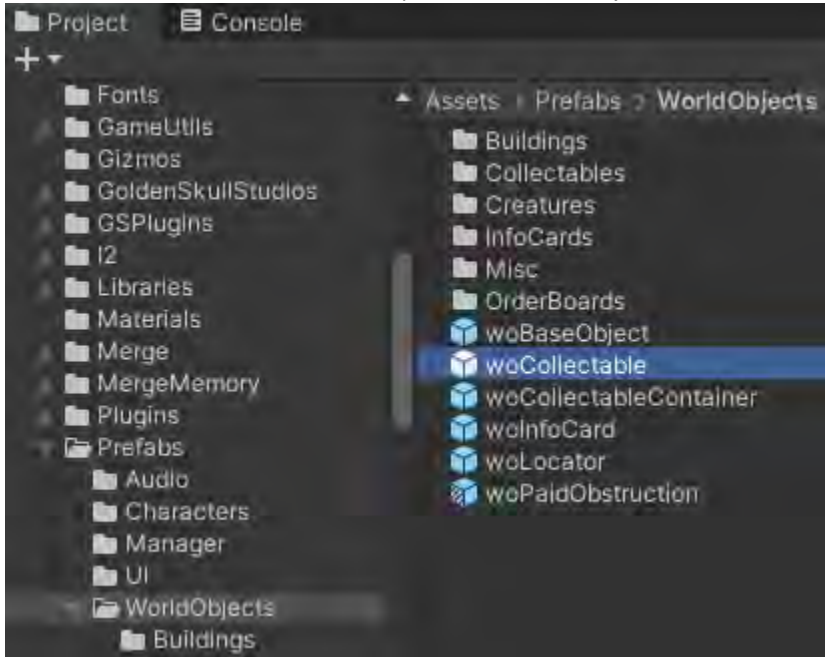 Project
Console
Fonts
GameUtils
Gizmos
GoldenSkullStudios
GSPlugins
I2
Libraries
Materials
Merge
MergeMemory
Plugins
Prefabs
Audio
Characters
Manager
UI
WorldObjects
Buildings
Assets Prefabs WorldObjects
Buildings
Collectables
Creatures
InfoCards
Misc
OrderBoards
woBaseObject
woCollectable
woCollectableContainer
woInfoCard
woLocator
woPaidObstruction